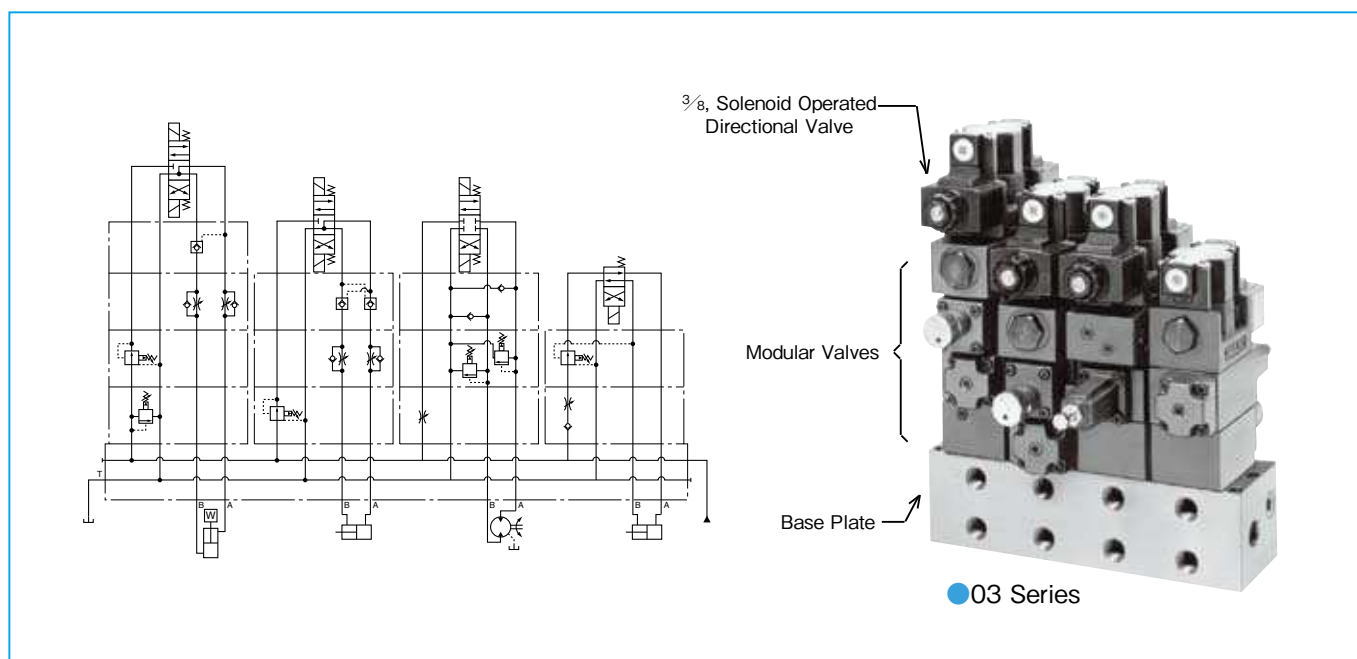 T
B
A
W
B
A
B
A
B
A
³⁄₈, Solenoid Operated
Directional Valve
Modular Valves
Base Plate
●03 Series